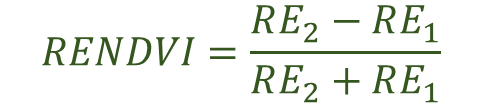 RENDVI = (RE₂ − RE₁) / (RE₂ + RE₁)